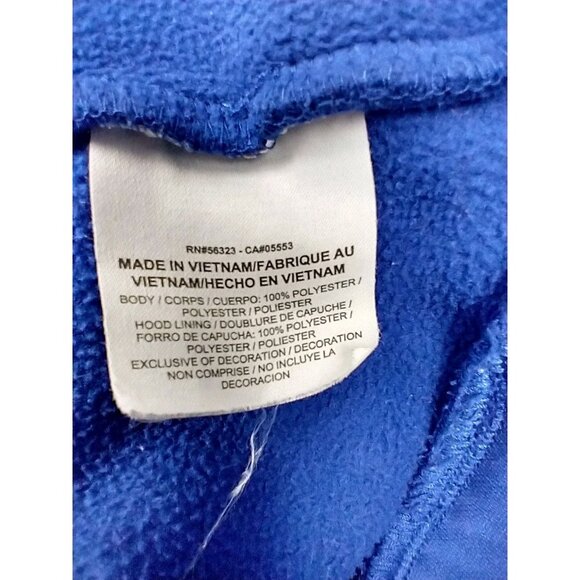 RN#56323 - CA#05553
MADE IN VIETNAM/FABRIQUE AU
VIETNAM/HECHO EN VIETNAM
BODY / CORPS / CUERPO: 100% POLYESTER /
POLYESTER / POLIESTER
HOOD LINING / DOUBLURE DE CAPUCHE /
FORRO DE CAPUCHA: 100% POLYESTER /
POLYESTER / POLIESTER
EXCLUSIVE OF DECORATION / DECORATION
NON COMPRISE / NO INCLUYE LA
DECORACION